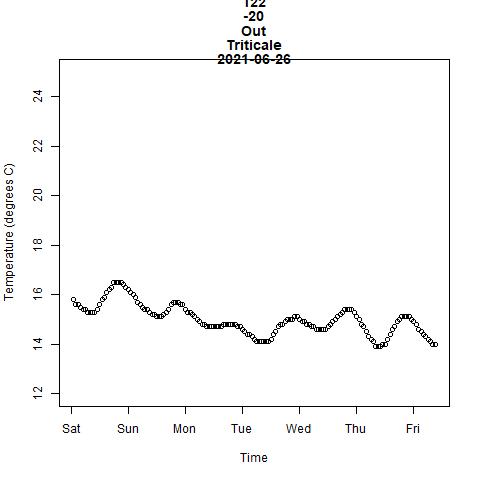 122
-20
Out
Triticale
2021-06-26
Temperature (degrees C)
24
22
20
18
16
14
12
Sat Sun Mon Tue Wed Thu Fri
Time